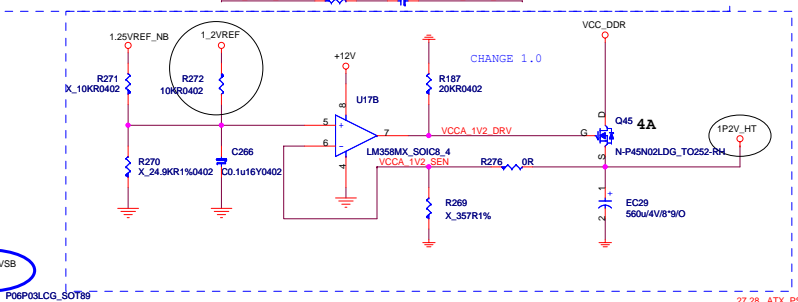 1.25VREF_NB
1_2VREF
VCC_DDR
+12V
CHANGE 1.0
R271
X_10KR0402
R272
10KR0402
R187
20KR0402
U17B
8
5
+
7
6
-
4
LM358MX_SOIC8_4
VCCA_1V2_DRV
VCCA_1V2_SEN
Q45
4A
D
G
S
N-P45N02LDG_TO252-RH
1P2V_HT
R270
X_24.9KR1%0402
C266
C0.1u16Y0402
R276
0R
R269
X_357R1%
1
+
2
EC29
560u/4V/8*9/O
VSB
P06P03LCG_SOT89